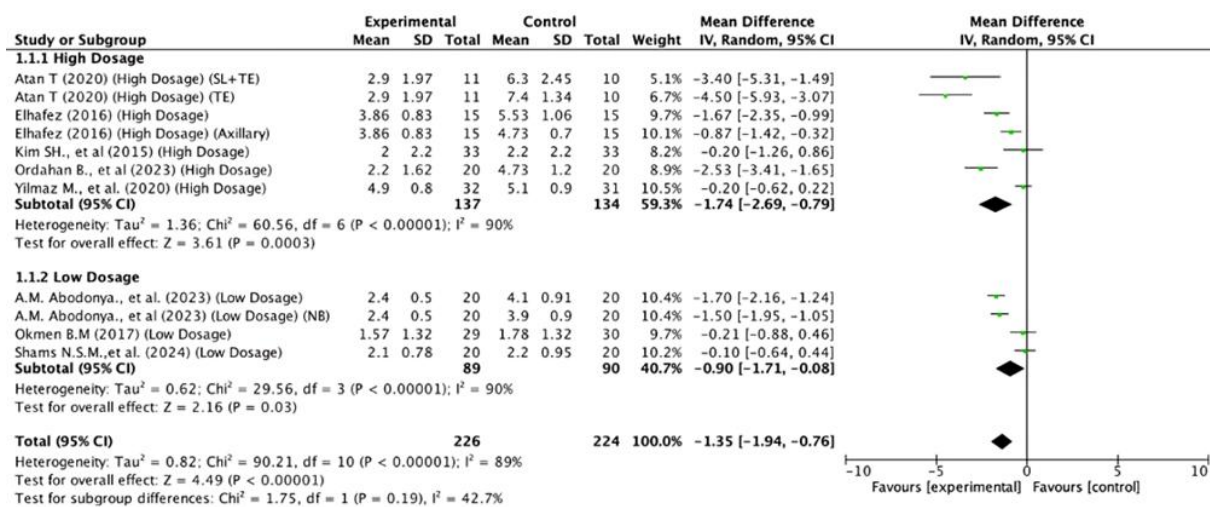 Experimental Control Mean Difference Mean Difference
Study or Subgroup Mean SD Total Mean SD Total Weight IV, Random, 95% CI IV, Random, 95% CI
1.1.1 High Dosage
Atan T (2020) (High Dosage) (SL+TE) 2.9 1.97 11 6.3 2.45 10 5.1% -3.40 [-5.31, -1.49]
Atan T (2020) (High Dosage) (TE) 2.9 1.97 11 7.4 1.34 10 6.7% -4.50 [-5.93, -3.07]
Elhafez (2016) (High Dosage) 3.86 0.83 15 5.53 1.06 15 9.7% -1.67 [-2.35, -0.99]
Elhafez (2016) (High Dosage) (Axillary) 3.86 0.83 15 4.73 0.7 15 10.1% -0.87 [-1.42, -0.32]
Kim SH., et al (2015) (High Dosage) 2 2.2 33 2.2 2.2 33 8.2% -0.20 [-1.26, 0.86]
Ordahan B., et al (2023) (High Dosage) 2.2 1.62 20 4.73 1.2 20 8.9% -2.53 [-3.41, -1.65]
Yilmaz M., et al. (2020) (High Dosage) 4.9 0.8 32 5.1 0.9 31 10.5% -0.20 [-0.62, 0.22]
Subtotal (95% CI) 137 134 59.3% -1.74 [-2.69, -0.79]
Heterogeneity: Tau² = 1.36; Chi² = 60.56, df = 6 (P < 0.00001); I² = 90%
Test for overall effect: Z = 3.61 (P = 0.0003)
1.1.2 Low Dosage
A.M. Abodonya., et al. (2023) (Low Dosage) 2.4 0.5 20 4.1 0.91 20 10.4% -1.70 [-2.16, -1.24]
A.M. Abodonya., et al (2023) (Low Dosage) (NB) 2.4 0.5 20 3.9 0.9 20 10.4% -1.50 [-1.95, -1.05]
Okmen B.M (2017) (Low Dosage) 1.57 1.32 29 1.78 1.32 30 9.7% -0.21 [-0.88, 0.46]
Shams N.S.M.,et al. (2024) (Low Dosage) 2.1 0.78 20 2.2 0.95 20 10.2% -0.10 [-0.64, 0.44]
Subtotal (95% CI) 89 90 40.7% -0.90 [-1.71, -0.08]
Heterogeneity: Tau² = 0.62; Chi² = 29.56, df = 3 (P < 0.00001); I² = 90%
Test for overall effect: Z = 2.16 (P = 0.03)
Total (95% CI) 226 224 100.0% -1.35 [-1.94, -0.76]
Heterogeneity: Tau² = 0.82; Chi² = 90.21, df = 10 (P < 0.00001); I² = 89%
Test for overall effect: Z = 4.49 (P < 0.00001)
Test for subgroup differences: Chi² = 1.75, df = 1 (P = 0.19), I² = 42.7%
-10 -5 0 5 10
Favours [experimental] Favours [control]